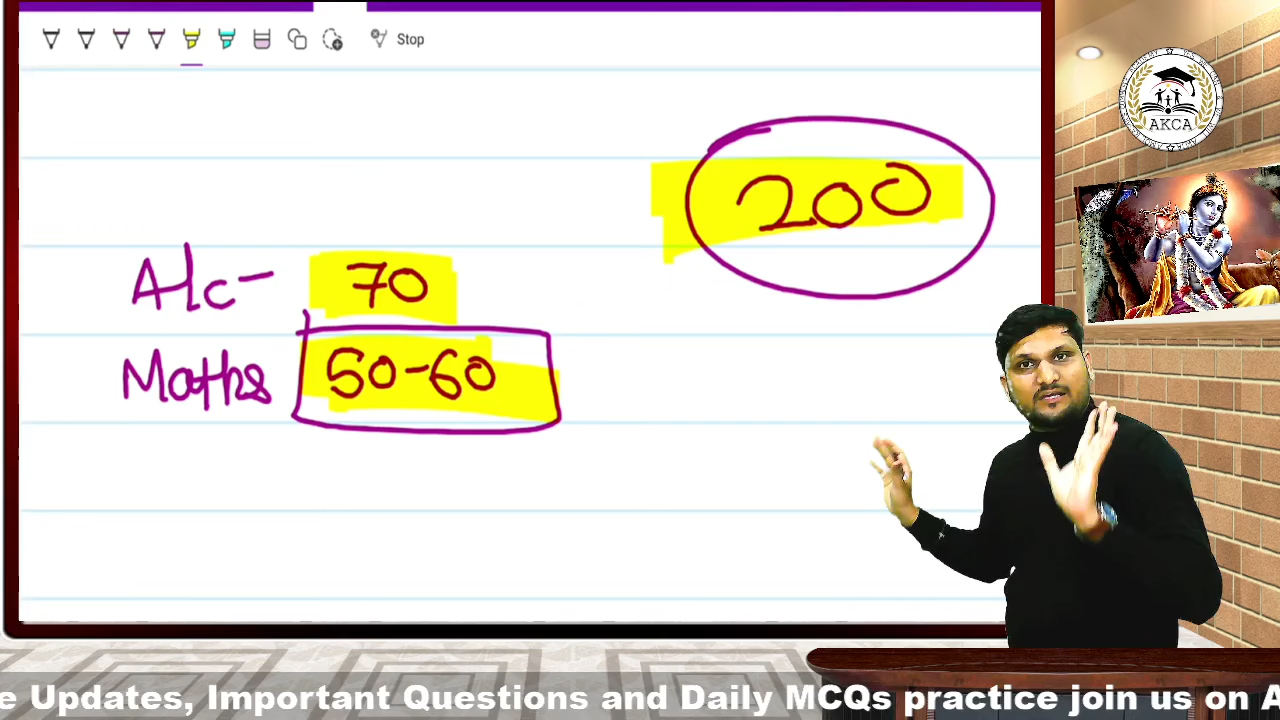 Stop
AKCA
200
A/c - 70
Maths 50-60
e Updates, Important Questions and Daily MCQs practice join us on A